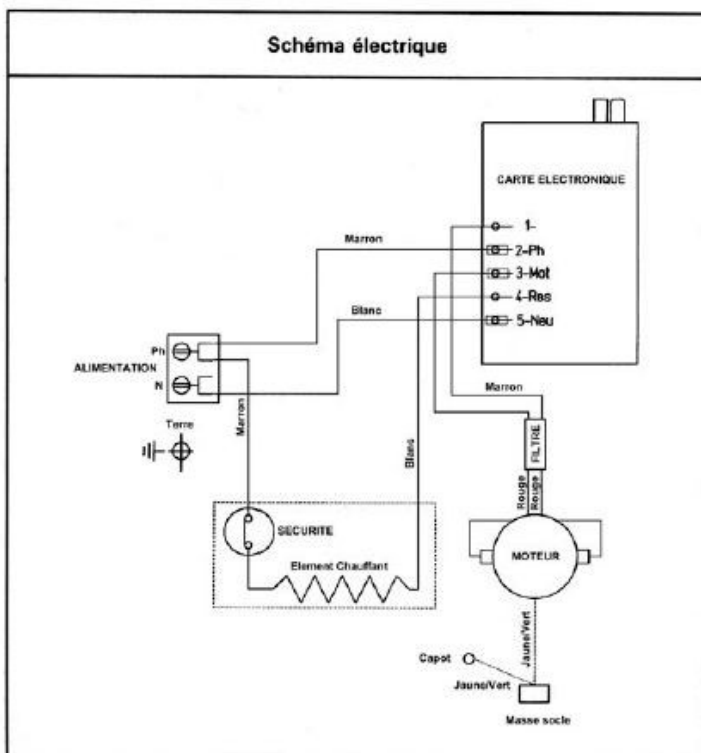 Schéma électrique
CARTE ELECTRONIQUE
1-
2-Ph
3-Mot
4-Res
5-Neu
Marron
Blanc
Ph
ALIMENTATION
N
Terre
Marron
Blanc
Marron
FILTRE
Rouge
Rouge
SECURITE
Element Chauffant
MOTEUR
Jaune/Vert
Capot
Jaune/Vert
Masse socle